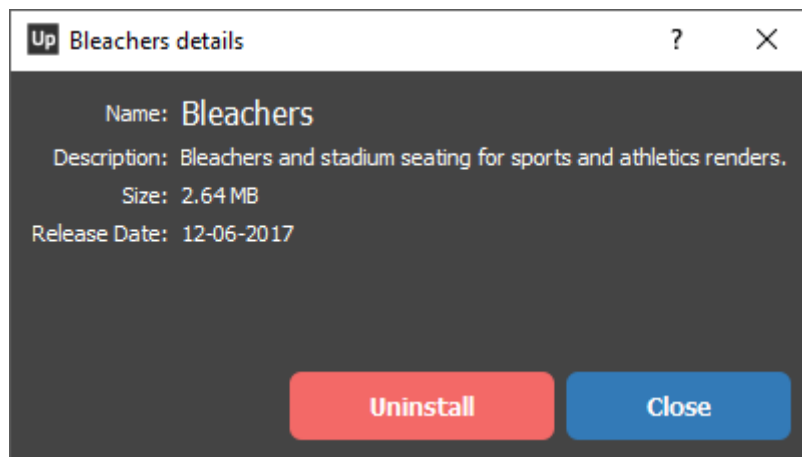 Up Bleachers details ?
Name: Bleachers
Description: Bleachers and stadium seating for sports and athletics renders.
Size: 2.64 MB
Release Date: 12-06-2017
Uninstall Close